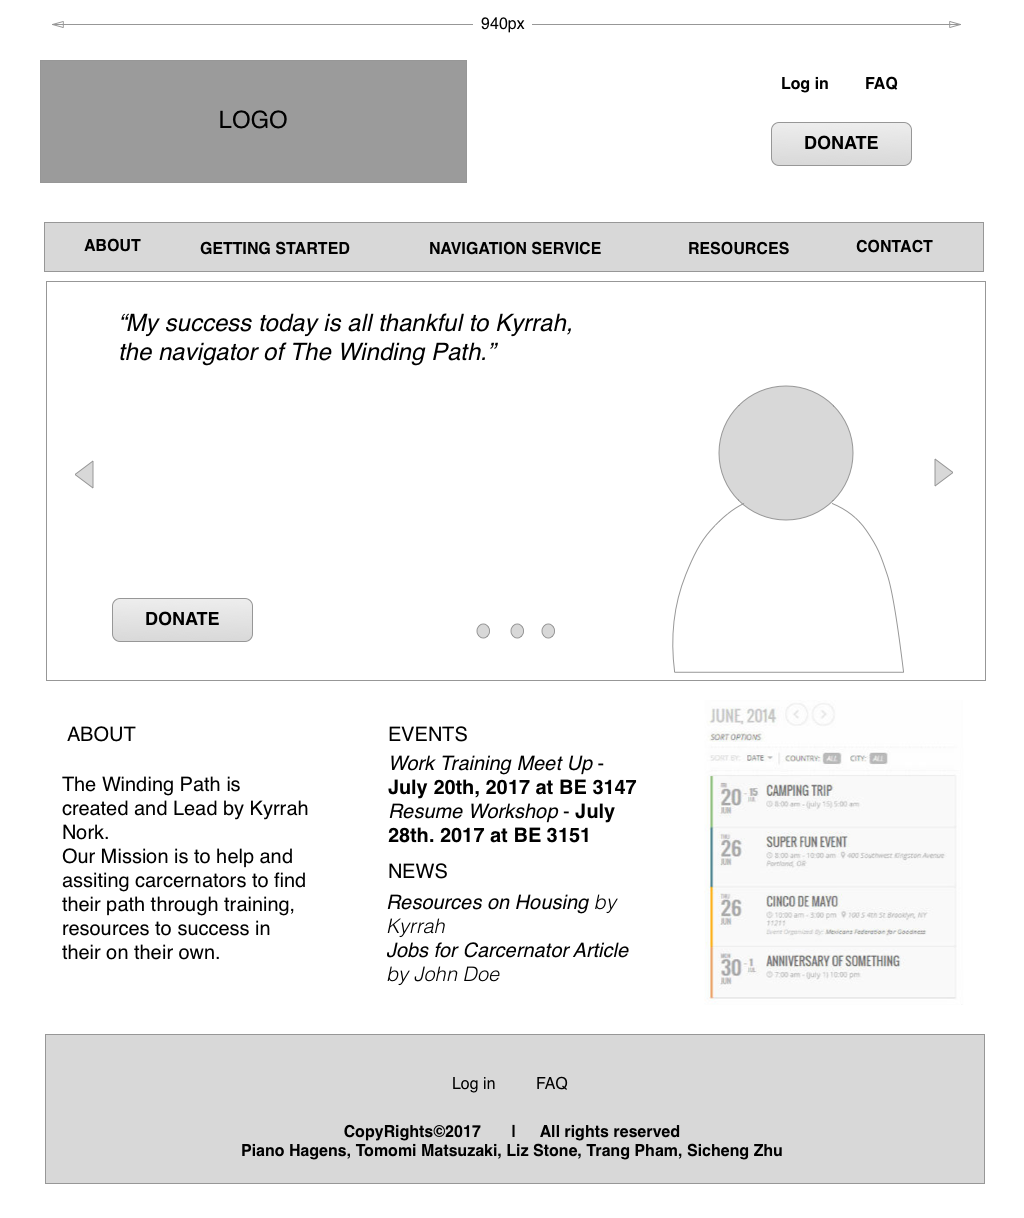 940px
LOGO
Log in FAQ
DONATE
ABOUT GETTING STARTED NAVIGATION SERVICE RESOURCES CONTACT
“My success today is all thankful to Kyrrah,
the navigator of The Winding Path.”
DONATE
ABOUT
The Winding Path is
created and Lead by Kyrrah
Nork.
Our Mission is to help and
assiting carcernators to find
their path through training,
resources to success in
their on their own.
EVENTS
Work Training Meet Up -
July 20th, 2017 at BE 3147
Resume Workshop - July
28th. 2017 at BE 3151
NEWS
Resources on Housing by
Kyrrah
Jobs for Carcernator Article
by John Doe
JUNE, 2014
SORT OPTIONS
SORT BY: DATE COUNTRY: ALL CITY: ALL
FRI
20 - 15
JUN JUL
CAMPING TRIP
8:00 am - (july 15) 5:00 am
THU
26
JUN
SUPER FUN EVENT
8:00 am - 10:00 am 400 Southwest Kingston Avenue
Portland, OR
THU
26
JUN
CINCO DE MAYO
10:00 am - 5:00 pm 100 S 4th St Brooklyn, NY
11211
Event Organized By: Mexicans Federation for Goodness
MON
30 - 1
JUN JUL
ANNIVERSARY OF SOMETHING
7:00 am - (july 1) 10:00 pm
Log in FAQ
CopyRights©2017 | All rights reserved
Piano Hagens, Tomomi Matsuzaki, Liz Stone, Trang Pham, Sicheng Zhu